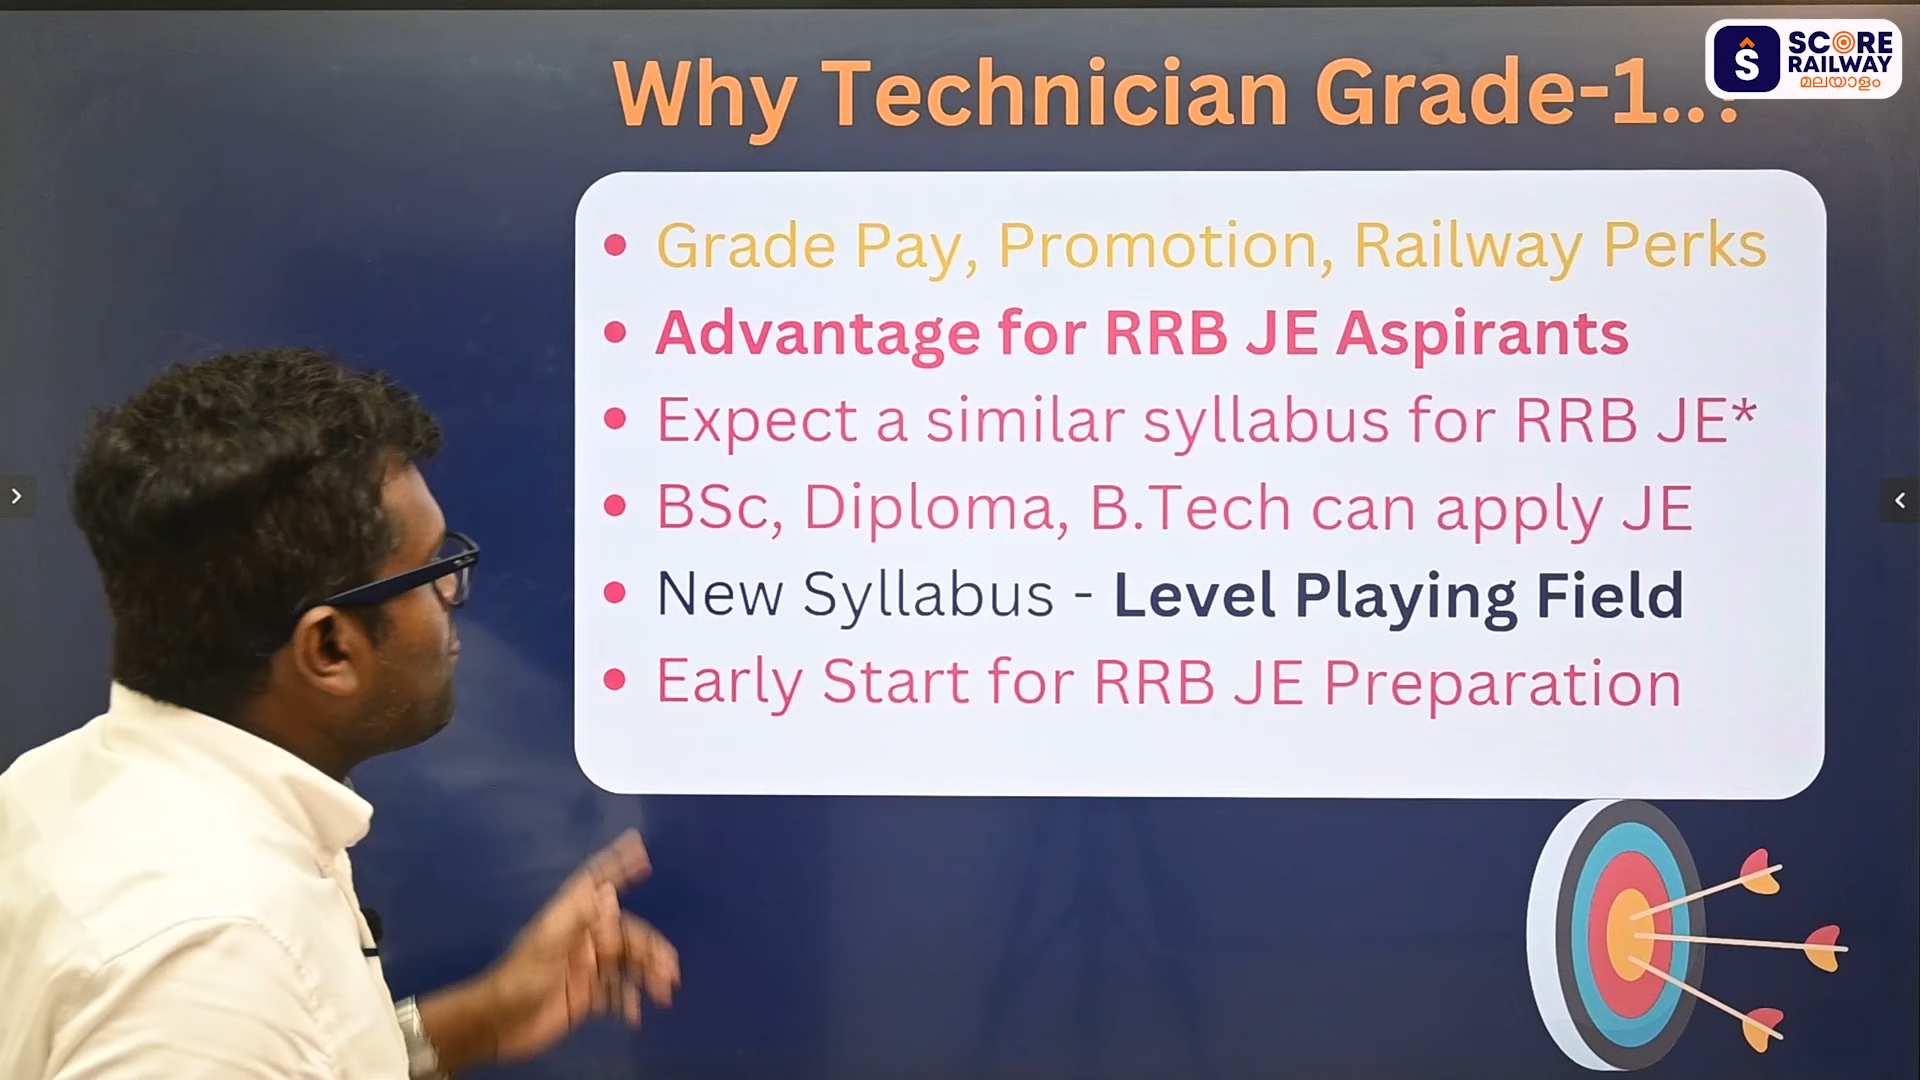 Why Technician Grade-1..?
SCORE
RAILWAY
മലയാളം
Grade Pay, Promotion, Railway Perks
Advantage for RRB JE Aspirants
Expect a similar syllabus for RRB JE*
BSc, Diploma, B.Tech can apply JE
New Syllabus - Level Playing Field
Early Start for RRB JE Preparation